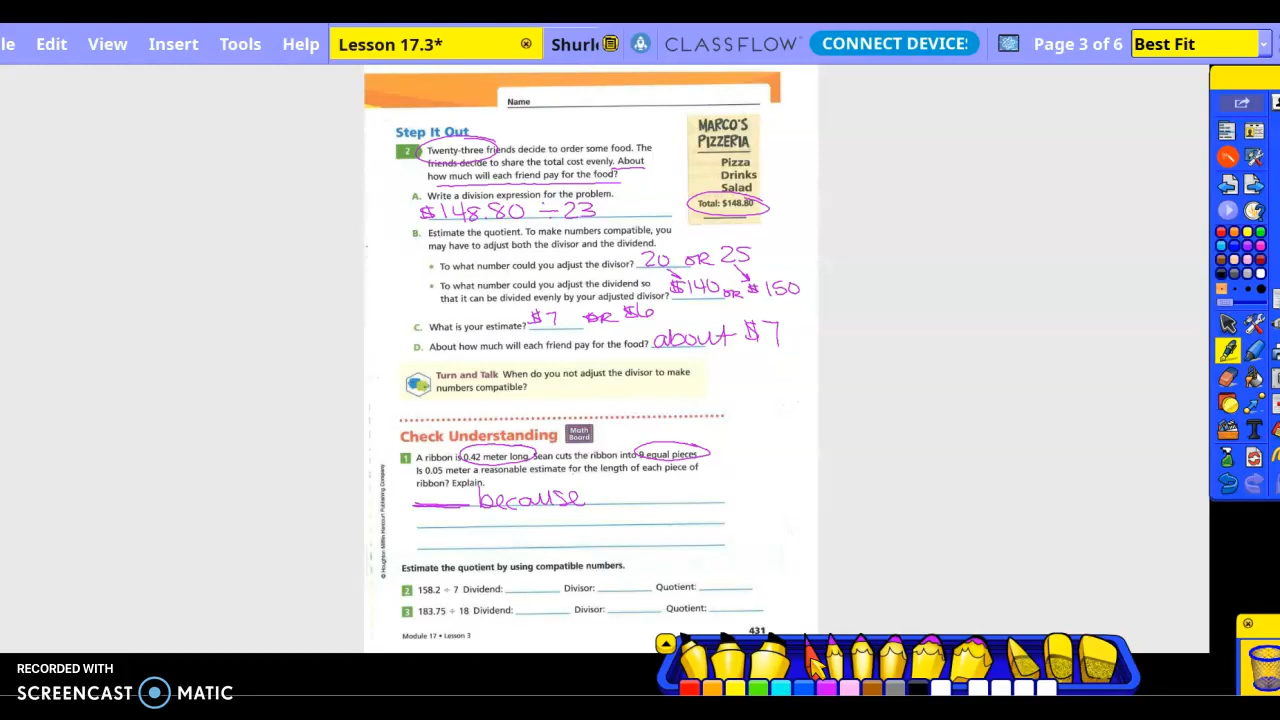 le Edit View Insert Tools Help Lesson 17.3* Shurl CLASSFLOW CONNECT DEVICES Page 3 of 6 Best Fit
Name
Step It Out
2 Twenty-three friends decide to order some food. The
friends decide to share the total cost evenly. About
how much will each friend pay for the food?
MARCO'S
PIZZERIA
Pizza
Drinks
Salad
Total: $148.80
A. Write a division expression for the problem.
$148.80 ÷ 23
B. Estimate the quotient. To make numbers compatible, you
may have to adjust both the divisor and the dividend.
• To what number could you adjust the divisor? 20 OR 25
• To what number could you adjust the dividend so
that it can be divided evenly by your adjusted divisor? $140 OR $150
C. What is your estimate? $7 OR $6
D. About how much will each friend pay for the food? about $7
Turn and Talk When do you not adjust the divisor to make
numbers compatible?
Check Understanding Math Board
1 A ribbon is 0.42 meter long. Sean cuts the ribbon into 9 equal pieces.
Is 0.05 meter a reasonable estimate for the length of each piece of
ribbon? Explain.
because
© Houghton Mifflin Harcourt Publishing Company
Estimate the quotient by using compatible numbers.
2 158.2 ÷ 7 Dividend: Divisor: Quotient:
3 183.75 ÷ 18 Dividend: Divisor: Quotient:
Module 17 • Lesson 3
431
RECORDED WITH
SCREENCAST MATIC